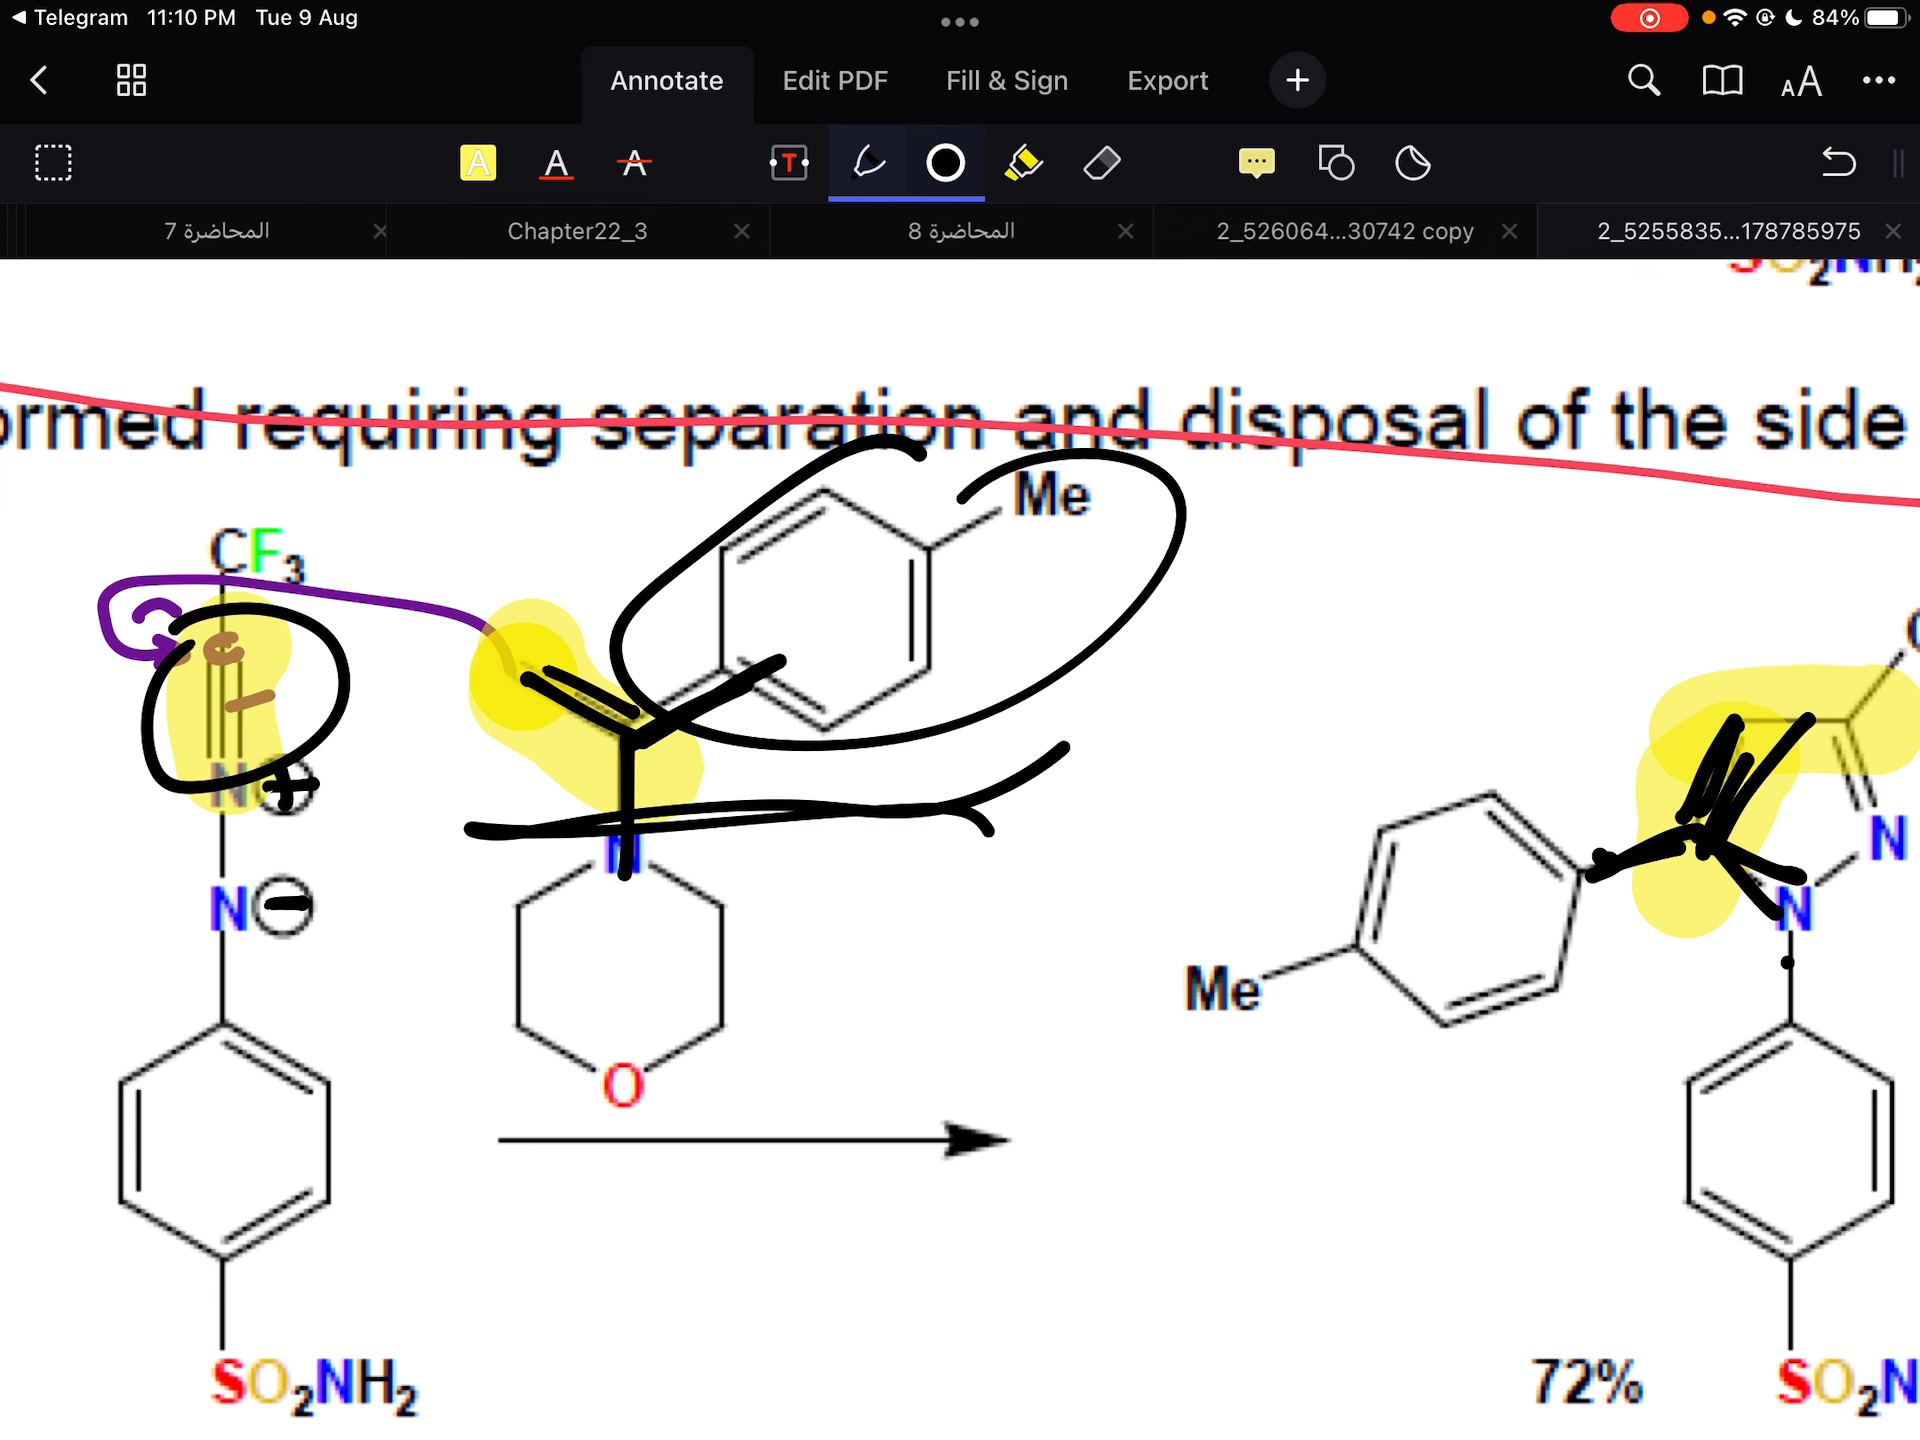 Telegram 11:10 PM Tue 9 Aug 84%
Annotate Edit PDF Fill & Sign Export
المحاضرة 7 Chapter22_3 المحاضرة 8 2_526064...30742 copy 2_5255835...178785975
ormed requiring separation and disposal of the side
Me
CF3
N
N
N
O
N
N
Me
SO2NH2
72%
SO2N